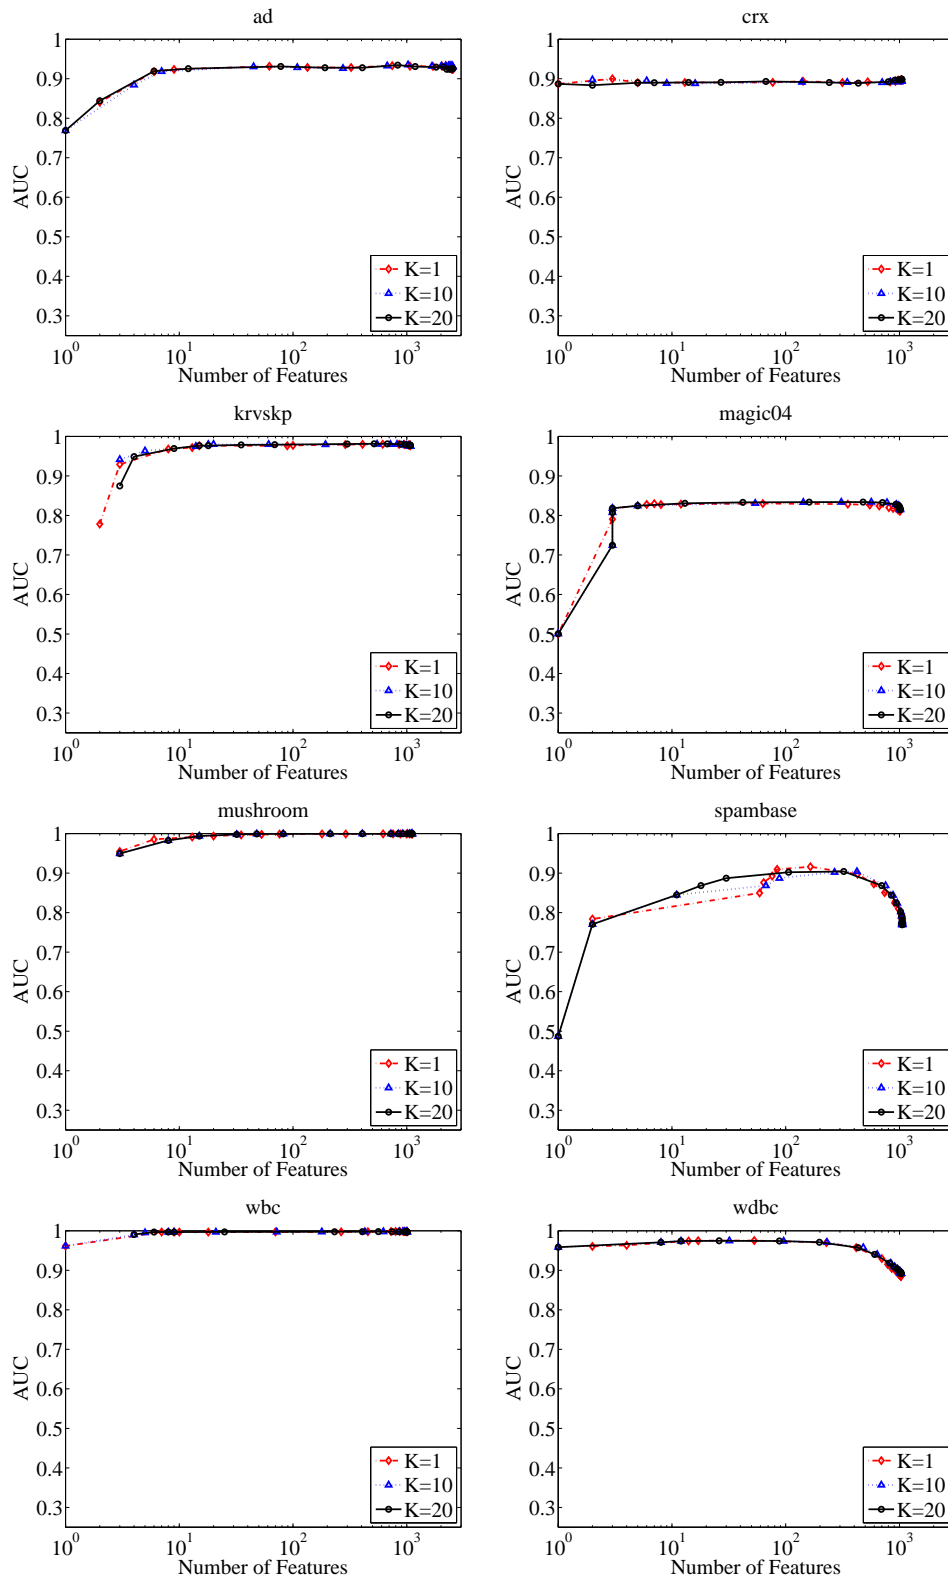 ad
1
0.9
0.8
0.7
0.6
0.5
0.4
0.3
AUC
K=1
K=10
K=20
10^0 10^1 10^2 10^3
Number of Features
crx
1
0.9
0.8
0.7
0.6
0.5
0.4
0.3
AUC
K=1
K=10
K=20
10^0 10^1 10^2 10^3
Number of Features
krvskp
1
0.9
0.8
0.7
0.6
0.5
0.4
0.3
AUC
K=1
K=10
K=20
10^0 10^1 10^2 10^3
Number of Features
magic04
1
0.9
0.8
0.7
0.6
0.5
0.4
0.3
AUC
K=1
K=10
K=20
10^0 10^1 10^2 10^3
Number of Features
mushroom
1
0.9
0.8
0.7
0.6
0.5
0.4
0.3
AUC
K=1
K=10
K=20
10^0 10^1 10^2 10^3
Number of Features
spambase
1
0.9
0.8
0.7
0.6
0.5
0.4
0.3
AUC
K=1
K=10
K=20
10^0 10^1 10^2 10^3
Number of Features
wbc
1
0.9
0.8
0.7
0.6
0.5
0.4
0.3
AUC
K=1
K=10
K=20
10^0 10^1 10^2 10^3
Number of Features
wdbc
1
0.9
0.8
0.7
0.6
0.5
0.4
0.3
AUC
K=1
K=10
K=20
10^0 10^1 10^2 10^3
Number of Features